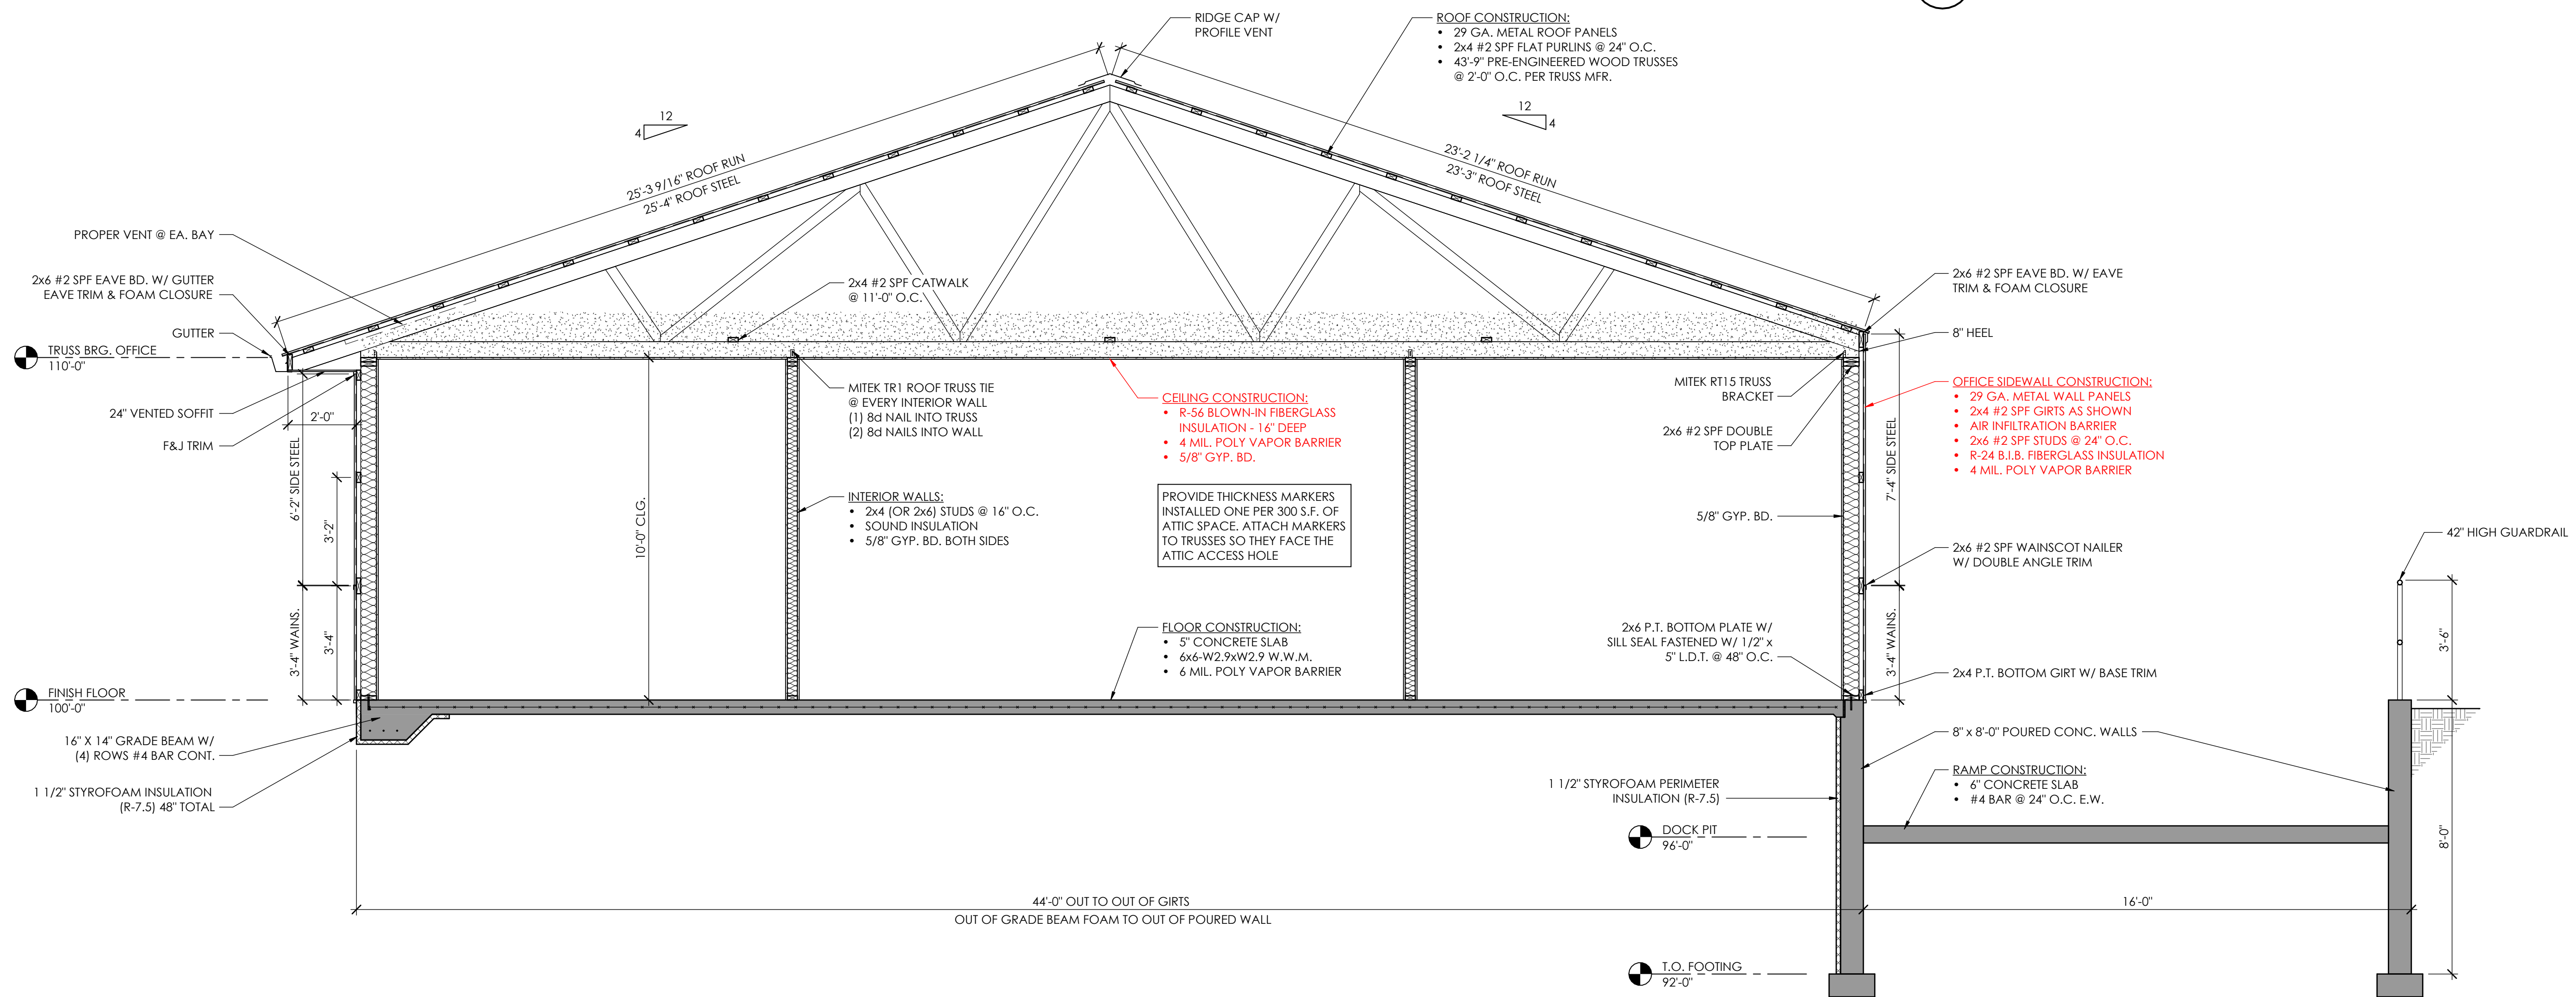 RIDGE CAP W/
PROFILE VENT
ROOF CONSTRUCTION:
• 29 GA. METAL ROOF PANELS
• 2x4 #2 SPF FLAT PURLINS @ 24" O.C.
• 43'-9" PRE-ENGINEERED WOOD TRUSSES
@ 2'-0" O.C. PER TRUSS MFR.
12
4
12
4
25'-3 9/16" ROOF RUN
25'-4" ROOF STEEL
23'-2 1/4" ROOF RUN
23'-3" ROOF STEEL
PROPER VENT @ EA. BAY
2x6 #2 SPF EAVE BD. W/ GUTTER
EAVE TRIM & FOAM CLOSURE
GUTTER
TRUSS BRG. OFFICE
110'-0"
24" VENTED SOFFIT
2'-0"
F&J TRIM
6'-2" SIDE STEEL
3'-2"
3'-4" WAINS.
3'-4"
FINISH FLOOR
100'-0"
16" X 14" GRADE BEAM W/
(4) ROWS #4 BAR CONT.
1 1/2" STYROFOAM INSULATION
(R-7.5) 48" TOTAL
2x4 #2 SPF CATWALK
@ 11'-0" O.C.
MITEK TR1 ROOF TRUSS TIE
@ EVERY INTERIOR WALL
(1) 8d NAIL INTO TRUSS
(2) 8d NAILS INTO WALL
10'-0" CLG.
INTERIOR WALLS:
• 2x4 (OR 2x6) STUDS @ 16" O.C.
• SOUND INSULATION
• 5/8" GYP. BD. BOTH SIDES
CEILING CONSTRUCTION:
• R-56 BLOWN-IN FIBERGLASS
INSULATION - 16" DEEP
• 4 MIL. POLY VAPOR BARRIER
• 5/8" GYP. BD.
PROVIDE THICKNESS MARKERS
INSTALLED ONE PER 300 S.F. OF
ATTIC SPACE. ATTACH MARKERS
TO TRUSSES SO THEY FACE THE
ATTIC ACCESS HOLE
FLOOR CONSTRUCTION:
• 5" CONCRETE SLAB
• 6x6-W2.9xW2.9 W.W.M.
• 6 MIL. POLY VAPOR BARRIER
MITEK RT15 TRUSS
BRACKET
2x6 #2 SPF DOUBLE
TOP PLATE
5/8" GYP. BD.
2x6 P.T. BOTTOM PLATE W/
SILL SEAL FASTENED W/ 1/2" x
5" L.D.T. @ 48" O.C.
2x6 #2 SPF EAVE BD. W/ EAVE
TRIM & FOAM CLOSURE
8" HEEL
OFFICE SIDEWALL CONSTRUCTION:
• 29 GA. METAL WALL PANELS
• 2x4 #2 SPF GIRTS AS SHOWN
• AIR INFILTRATION BARRIER
• 2x6 #2 SPF STUDS @ 24" O.C.
• R-24 B.I.B. FIBERGLASS INSULATION
• 4 MIL. POLY VAPOR BARRIER
7'-4" SIDE STEEL
3'-4" WAINS.
2x6 #2 SPF WAINSCOT NAILER
W/ DOUBLE ANGLE TRIM
2x4 P.T. BOTTOM GIRT W/ BASE TRIM
42" HIGH GUARDRAIL
3'-6"
8" x 8'-0" POURED CONC. WALLS
RAMP CONSTRUCTION:
• 6" CONCRETE SLAB
• #4 BAR @ 24" O.C. E.W.
8'-0"
1 1/2" STYROFOAM PERIMETER
INSULATION (R-7.5)
DOCK PIT
96'-0"
44'-0" OUT TO OUT OF GIRTS
OUT OF GRADE BEAM FOAM TO OUT OF POURED WALL
16'-0"
T.O. FOOTING
92'-0"